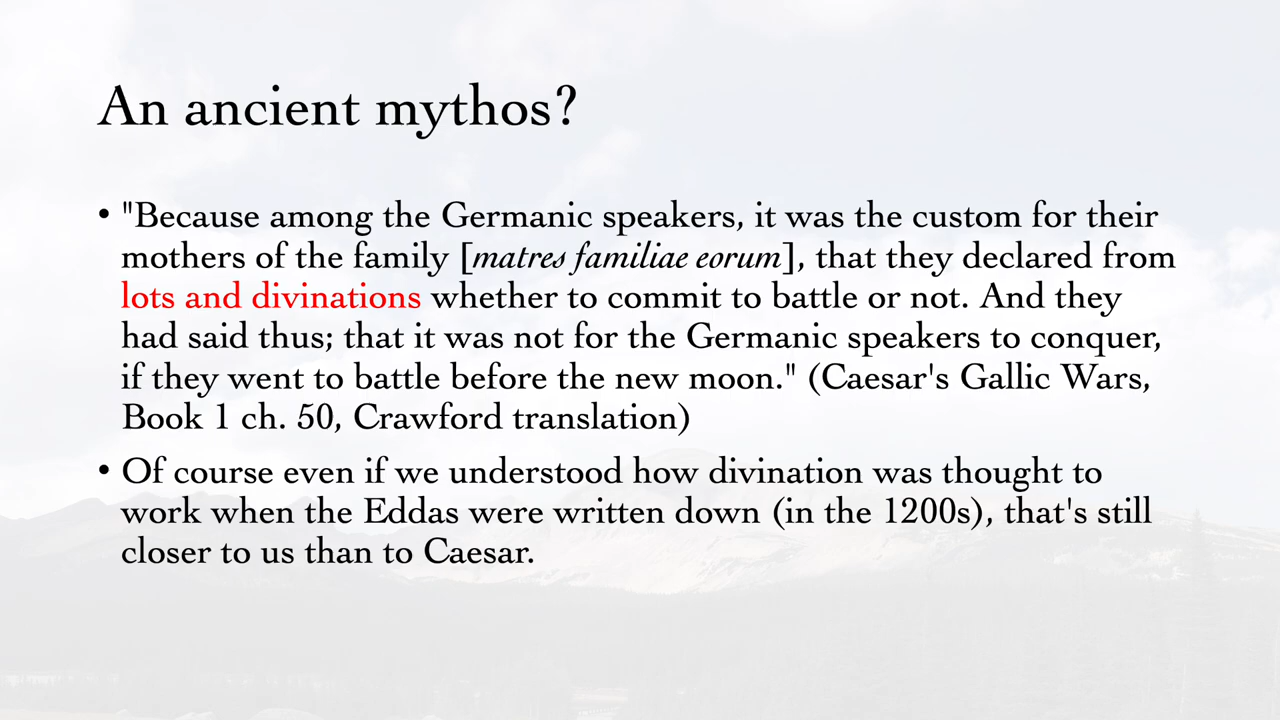 An ancient mythos?
• "Because among the Germanic speakers, it was the custom for their
mothers of the family [matres familiae eorum], that they declared from
lots and divinations whether to commit to battle or not. And they
had said thus; that it was not for the Germanic speakers to conquer,
if they went to battle before the new moon." (Caesar's Gallic Wars,
Book 1 ch. 50, Crawford translation)
• Of course even if we understood how divination was thought to
work when the Eddas were written down (in the 1200s), that's still
closer to us than to Caesar.